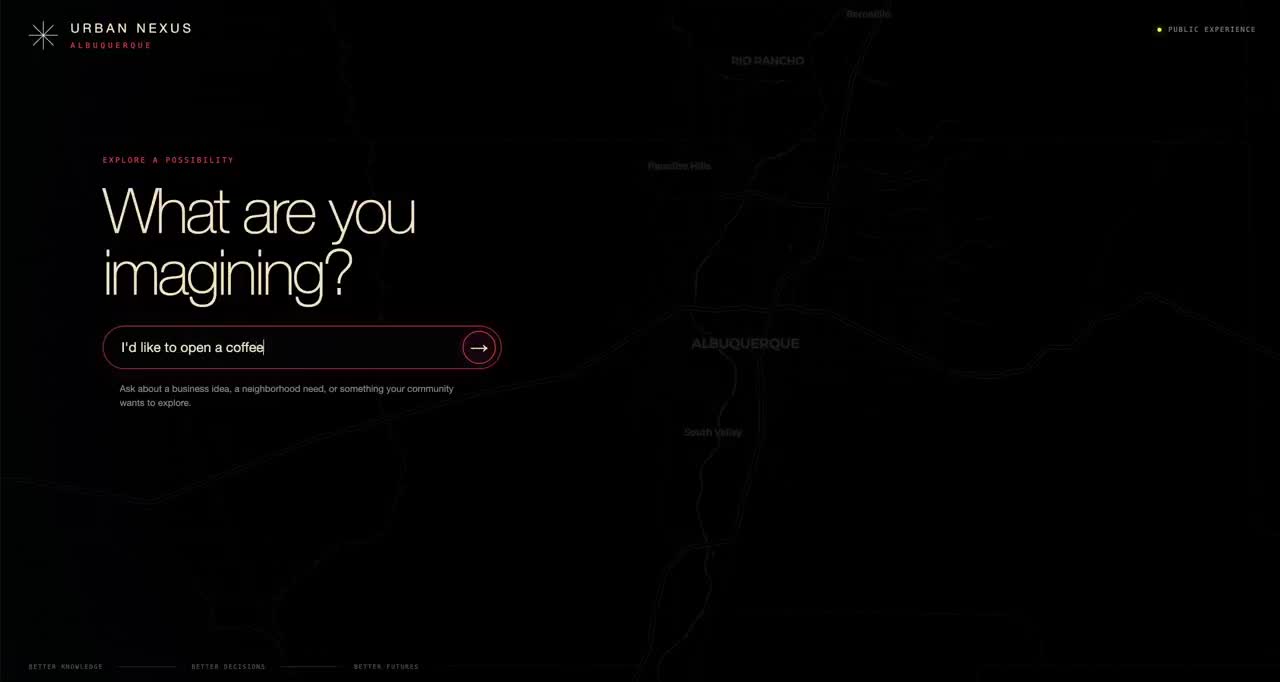 URBAN NEXUS
ALBUQUERQUE
PUBLIC EXPERIENCE
Bernalillo
RIO RANCHO
Paradise Hills
EXPLORE A POSSIBILITY
What are you
imagining?
I'd like to open a coffee
→
Ask about a business idea, a neighborhood need, or something your community
wants to explore.
ALBUQUERQUE
South Valley
BETTER KNOWLEDGE
BETTER DECISIONS
BETTER FUTURES